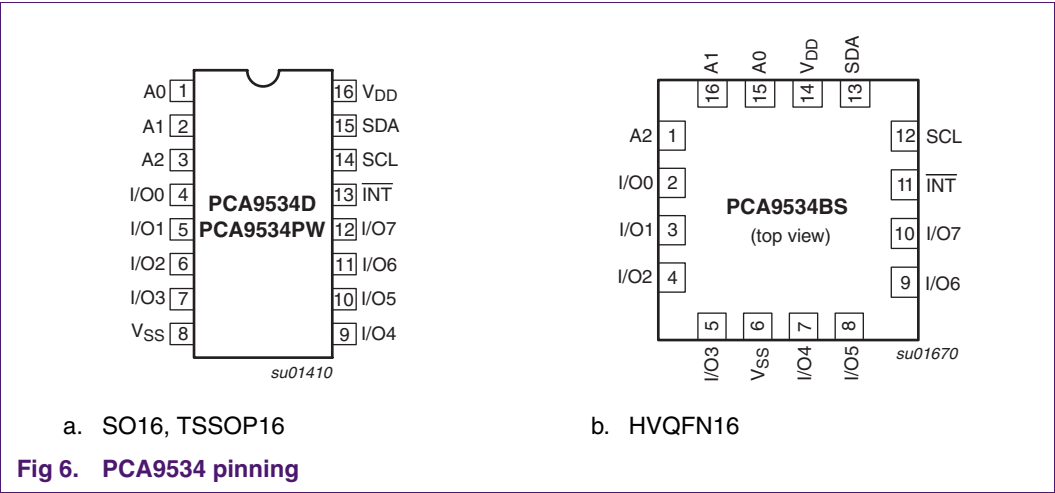 A0 1
A1 2
A2 3
I/O0 4
I/O1 5
I/O2 6
I/O3 7
VSS 8
PCA9534D
PCA9534PW
16 VDD
15 SDA
14 SCL
13 INT
12 I/O7
11 I/O6
10 I/O5
9 I/O4
su01410
a. SO16, TSSOP16
A1
A0
VDD
SDA
16
15
14
13
A2 1
I/O0 2
I/O1 3
I/O2 4
PCA9534BS
(top view)
12 SCL
11 INT
10 I/O7
9 I/O6
5
6
7
8
I/O3
VSS
I/O4
I/O5
su01670
b. HVQFN16
Fig 6. PCA9534 pinning